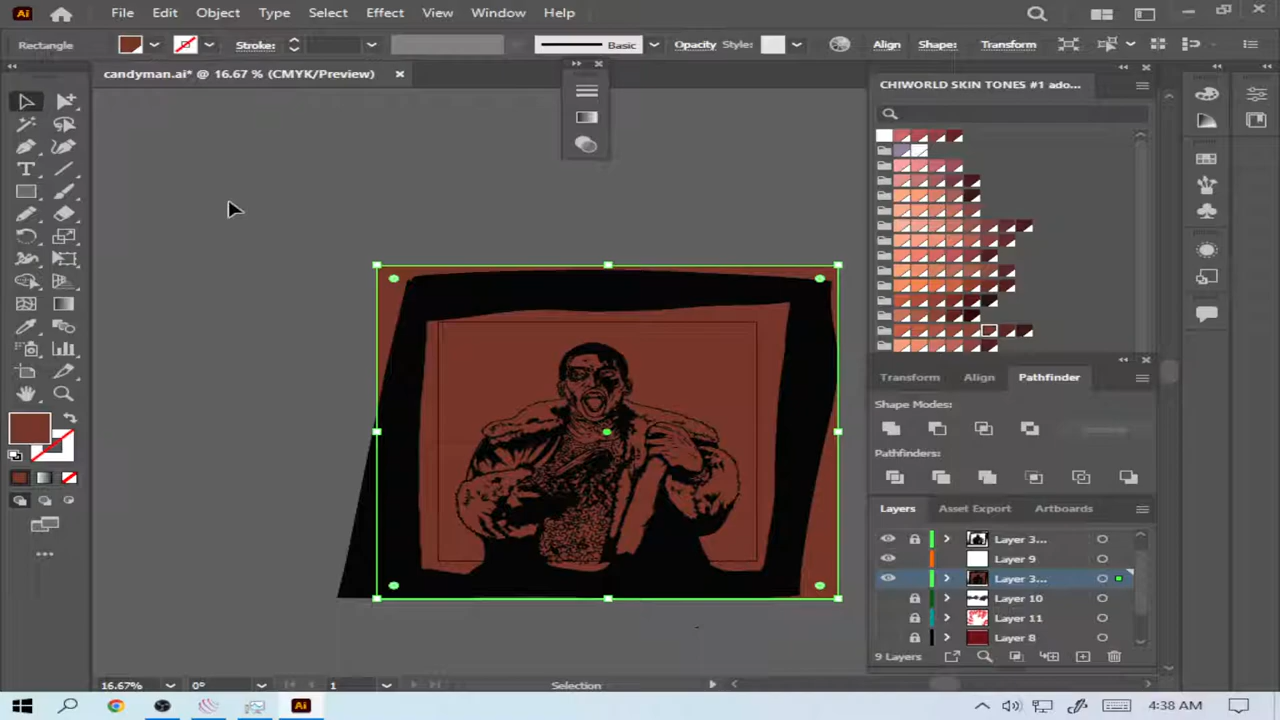 Ai File Edit Object Type Select Effect View Window Help
Rectangle Stroke: Basic Opacity Style: Align Shape: Transform
candyman.ai* @ 16.67 % (CMYK/Preview)
CHIWORLD SKIN TONES #1 ado...
Transform Align Pathfinder
Shape Modes:
Pathfinders:
Layers Asset Export Artboards
Layer 3...
Layer 9
Layer 3...
Layer 10
Layer 11
Layer 8
9 Layers
16.67% 0° 1 Selection
Ai 4:38 AM